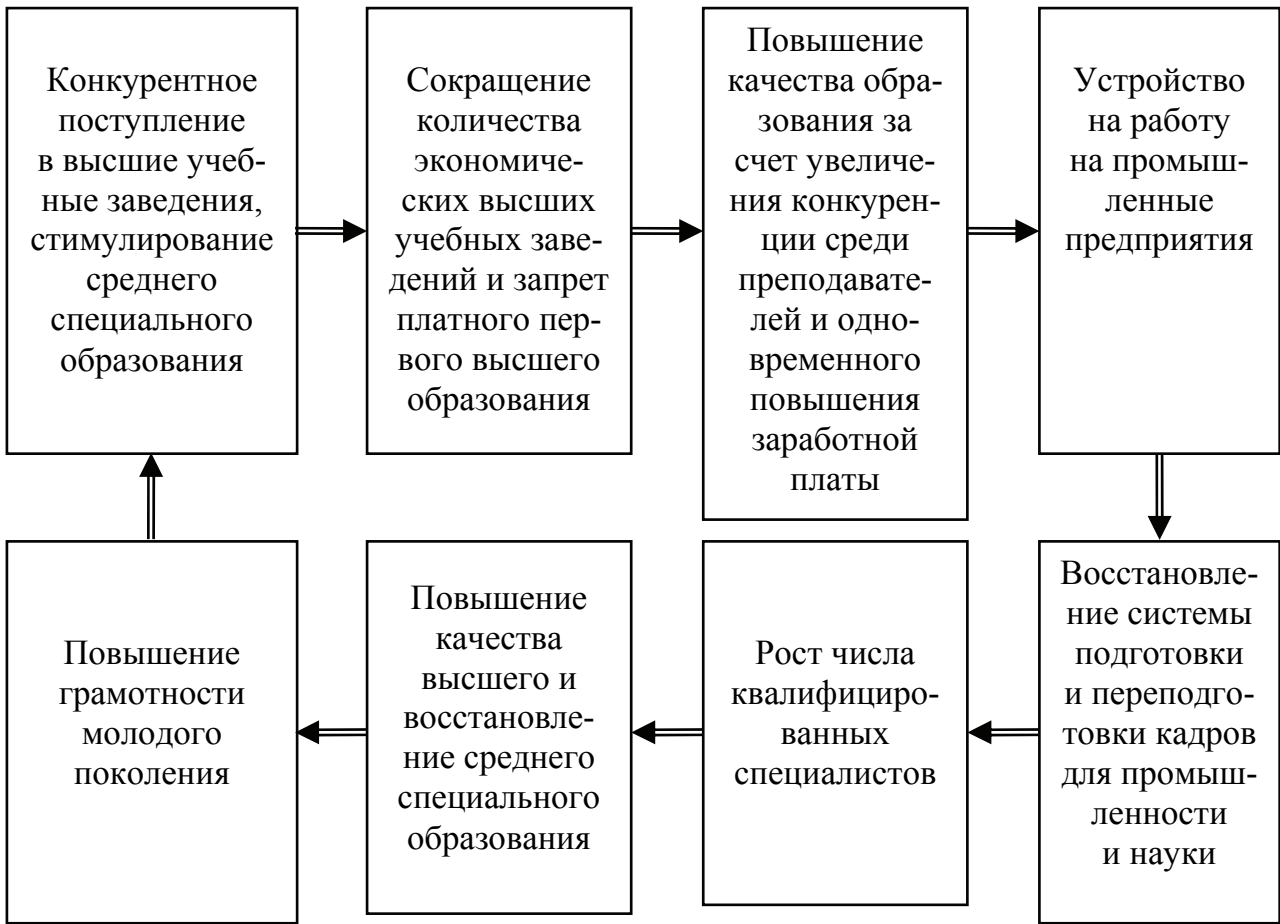 Конкурентное
поступление
в высшие учеб-
ные заведения,
стимулирование
среднего
специального
образования
Сокращение
количества
экономиче-
ских высших
учебных заве-
дений и запрет
платного пер-
вого высшего
образования
Повышение
качества обра-
зования за
счет увеличе-
ния конкурен-
ции среди
преподавате-
лей и одно-
временного
повышения
заработной
платы
Устройство
на работу
на промыш-
ленные
предприятия
Восстановле-
ние системы
подготовки
и переподго-
товки кадров
для промыш-
ленности
и науки
Рост числа
квалифициро-
ванных
специалистов
Повышение
качества
высшего и
восстановле-
ние среднего
специального
образования
Повышение
грамотности
молодого
поколения